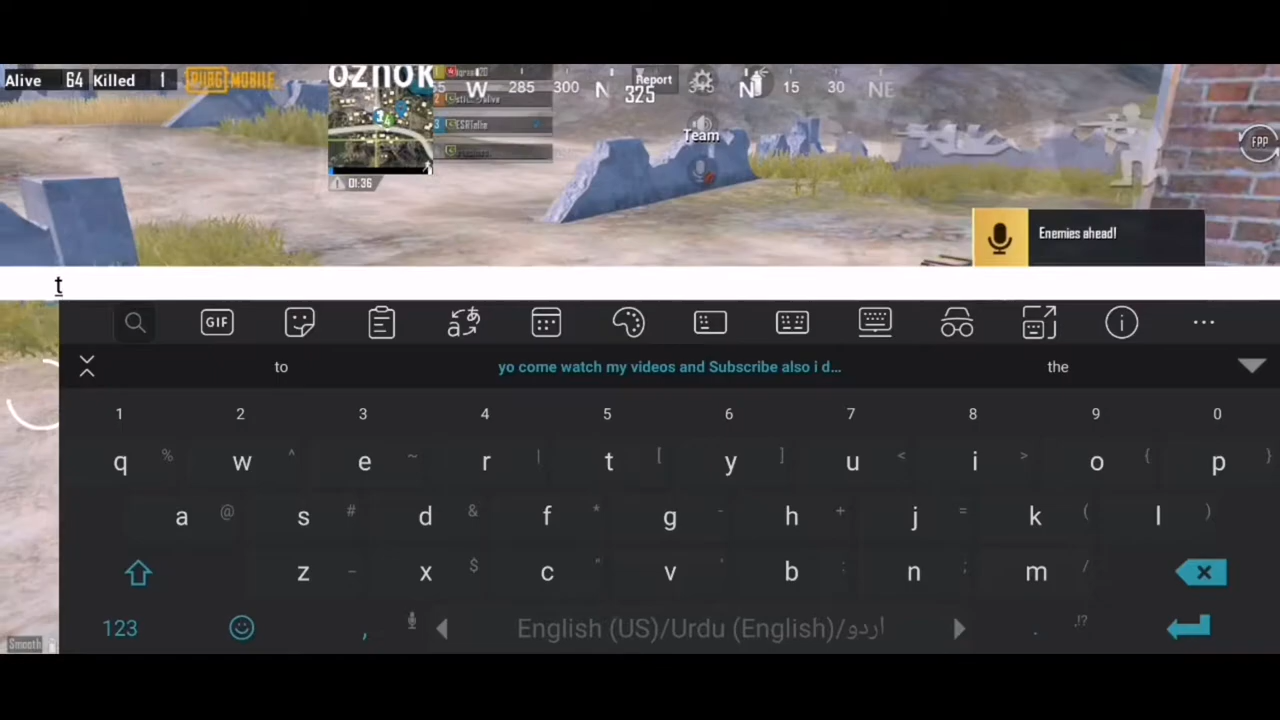 Alive 64 Killed 1 PUBG MOBILE
OZHOK
W 285 300 N 325 345 N 15 30 NE
Report
Team
FPP
01:36
Enemies ahead!
t
GIF
to yo come watch my videos and Subscribe also i d... the
1 2 3 4 5 6 7 8 9 0
q % w ^ e ~ r | t [ y ] u < i > o { p }
a @ s # d & f * g - h + j = k ( l )
z _ x $ c " v ' b : n ; m /
123 , English (US)/Urdu (English)/اردو . ,!?
Smooth